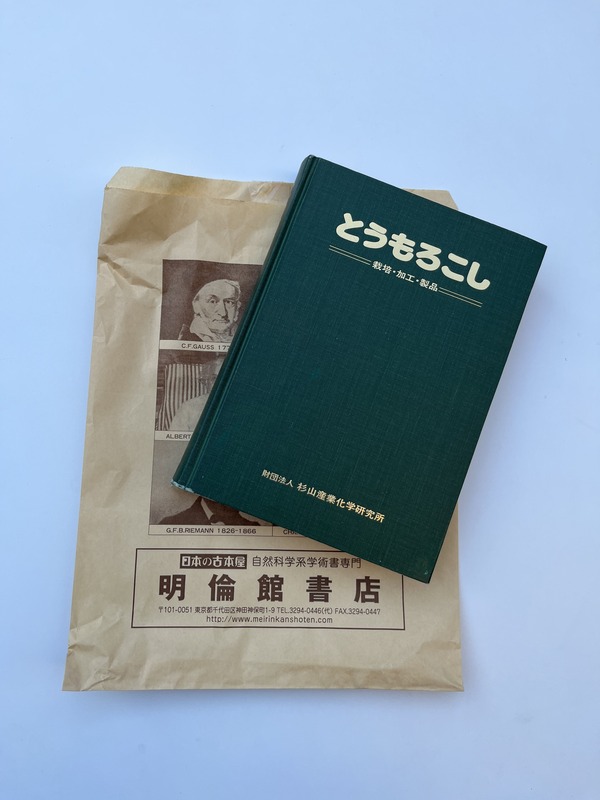 とうもろこし
栽培・加工・製品
財団法人 杉山産業化学研究所
C.F.GAUSS 177
ALBERT
G.F.B.RIEMANN 1826-1866
日本の古本屋 自然科学系学術書専門
明倫館書店
〒101-0051 東京都千代田区神田神保町1-9 TEL.3294-0446(代) FAX.3294-0447
http://www.meirinkanshoten.com